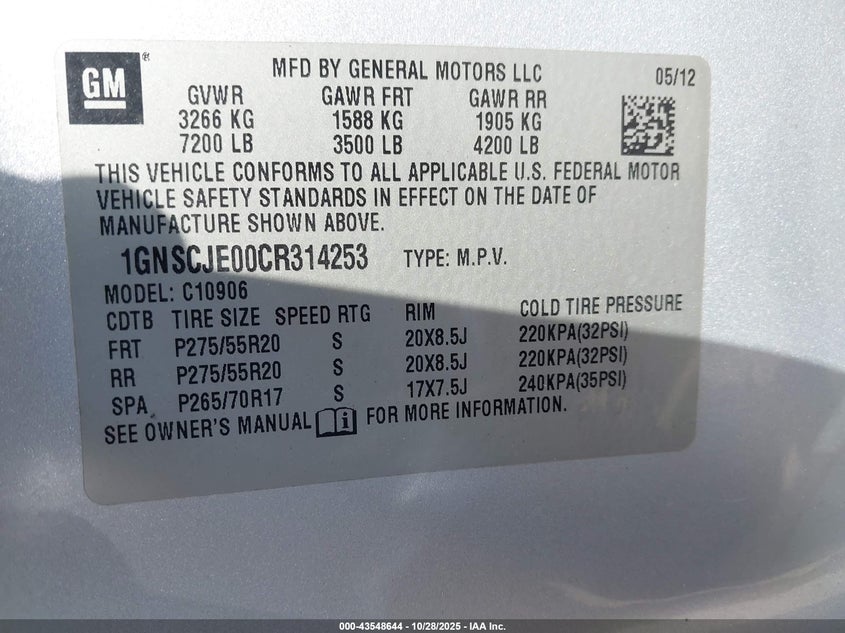 GM ®
MFD BY GENERAL MOTORS LLC 05/12
GVWR GAWR FRT GAWR RR
3266 KG 1588 KG 1905 KG
7200 LB 3500 LB 4200 LB
THIS VEHICLE CONFORMS TO ALL APPLICABLE U.S. FEDERAL MOTOR
VEHICLE SAFETY STANDARDS IN EFFECT ON THE DATE OF
MANUFACTURE SHOWN ABOVE.
1GNSCJE00CR314253 TYPE: M.P.V.
MODEL: C10906
CDTB TIRE SIZE SPEED RTG RIM COLD TIRE PRESSURE
FRT P275/55R20 S 20X8.5J 220KPA(32PSI)
RR P275/55R20 S 20X8.5J 220KPA(32PSI)
SPA P265/70R17 S 17X7.5J 240KPA(35PSI)
SEE OWNER'S MANUAL i FOR MORE INFORMATION.
000-43548644 | 10/28/2025 - IAA Inc.